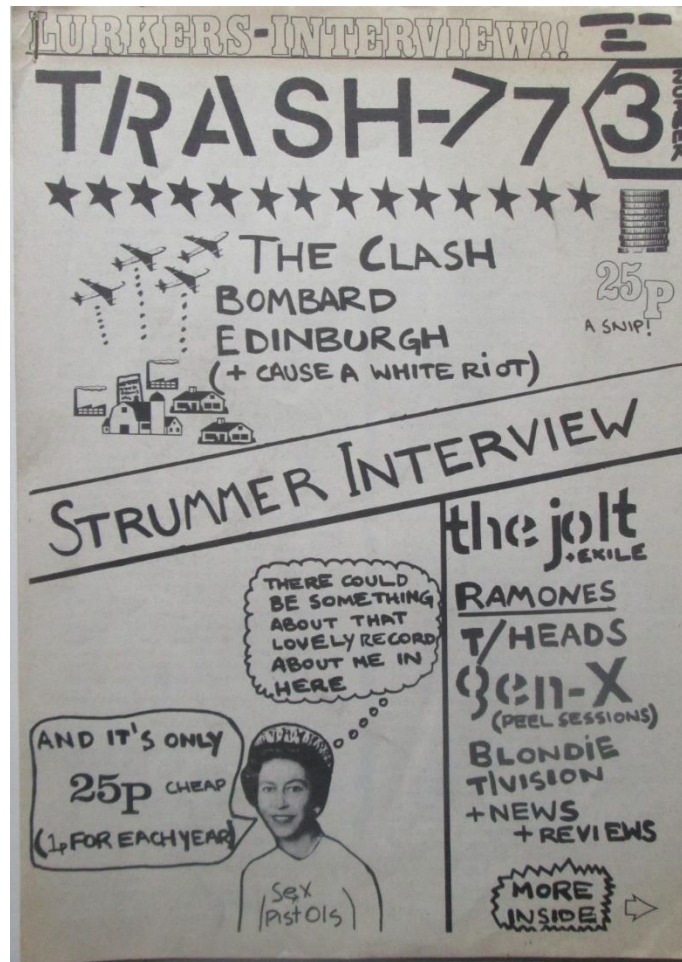 LURKERS-INTERVIEW!!
TRASH-77
NUMBER
3
25p
A SNIP!
THE CLASH
BOMBARD
EDINBURGH
(+ CAUSE A WHITE RiOT)
STRUMMER INTERVIEW
the jolt
+EXILE
RAMONES
T/HEADS
gen-X
(PEEL SESSIONS)
BLONDiE
T/VISION
+NEWS
+REVIEWS
MORE
INSIDE
THERE COULD
BE SOMETHING
ABOUT THAT
LOVELY RECORD
ABOUT ME IN
HERE
AND IT'S ONLY
25p CHEAP
(1p FOR EACH YEAR)
Sex
PistOls